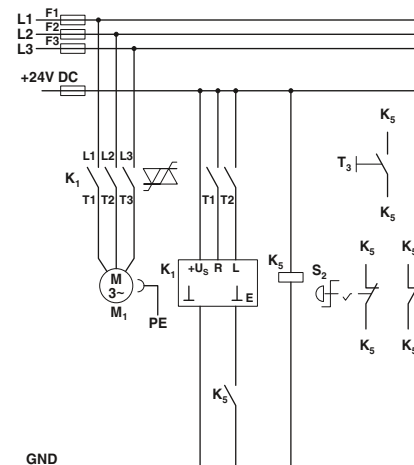 L1 F1
L2 F2
L3 F3
+24V DC
L1 L2 L3
K1
T1 T2 T3
T1 T2
K5
T3
K5
M
3~
M1
PE
K1
+US R L
E
K5
S2
K5 K5
K5 K5
K5
GND